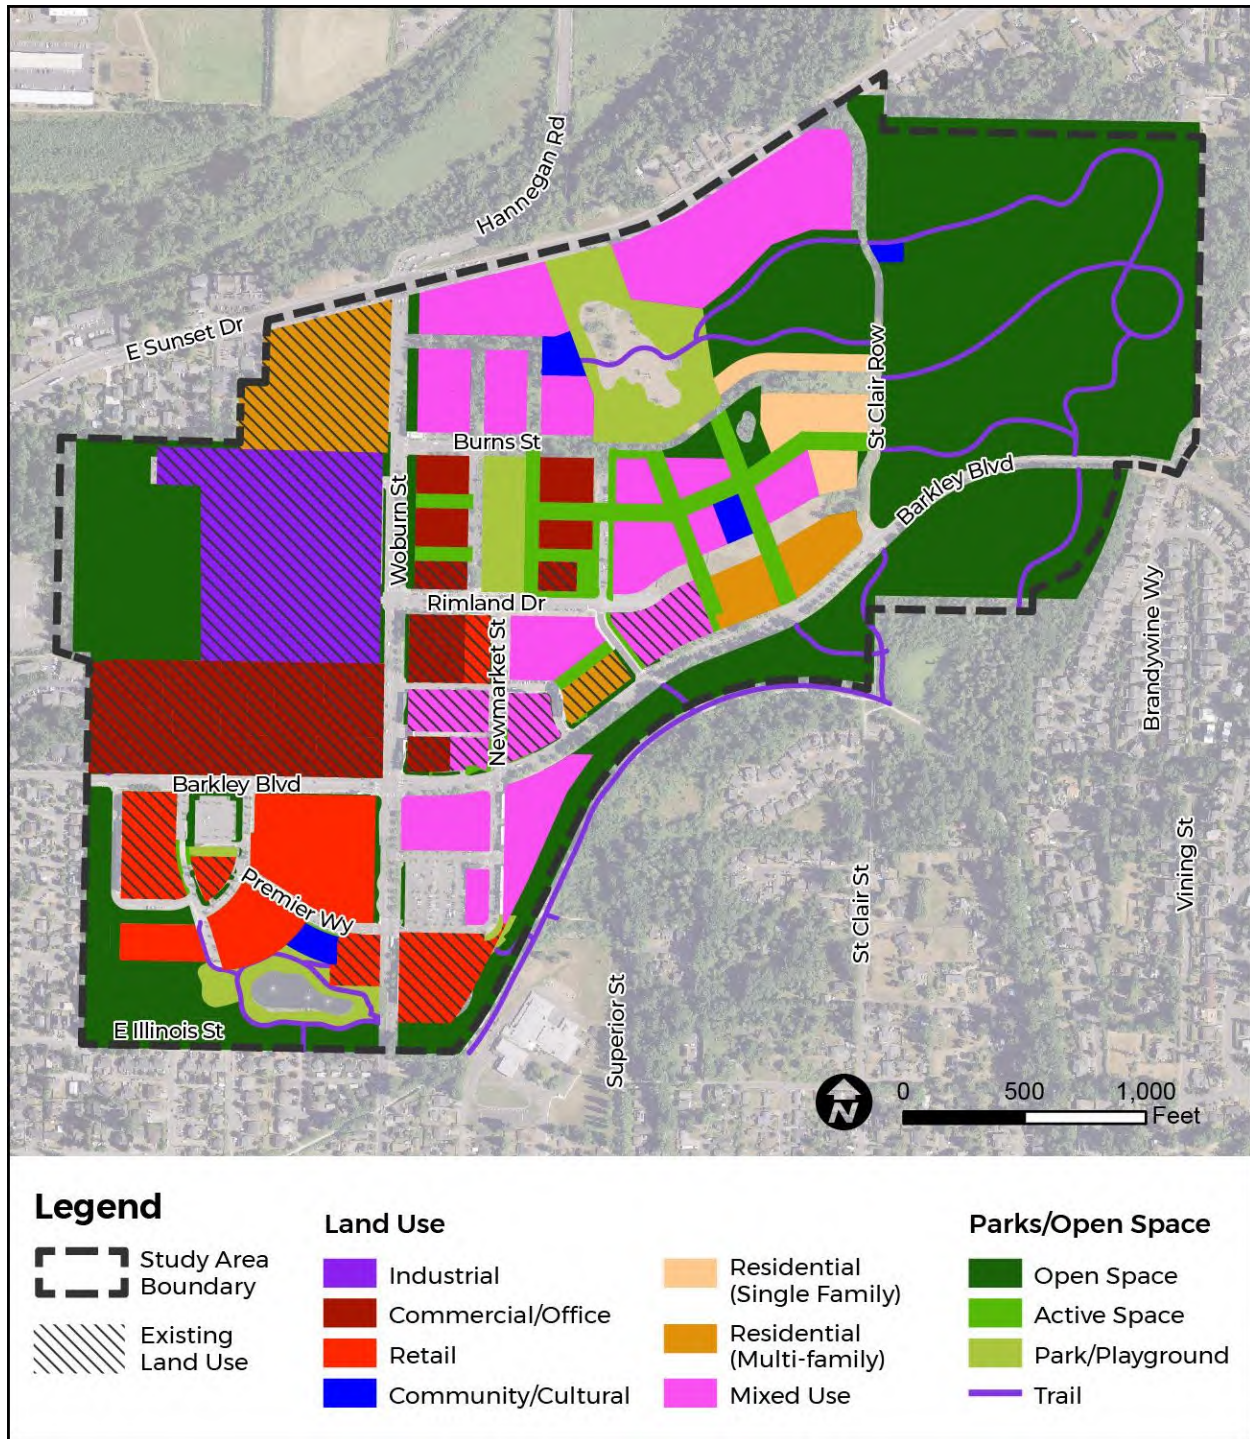 Hannegan Rd
E Sunset Dr
St Clair Row
Burns St
Barkley Blvd
Woburn St
Rimland Dr
Newmarket St
Brandywine Wy
Barkley Blvd
Premier Wy
Vining St
St Clair St
E Illinois St
Superior St
N
0 500 1,000
Feet
Legend
Study Area
Boundary
Existing
Land Use
Land Use
Industrial
Commercial/Office
Retail
Community/Cultural
Residential
(Single Family)
Residential
(Multi-family)
Mixed Use
Parks/Open Space
Open Space
Active Space
Park/Playground
Trail